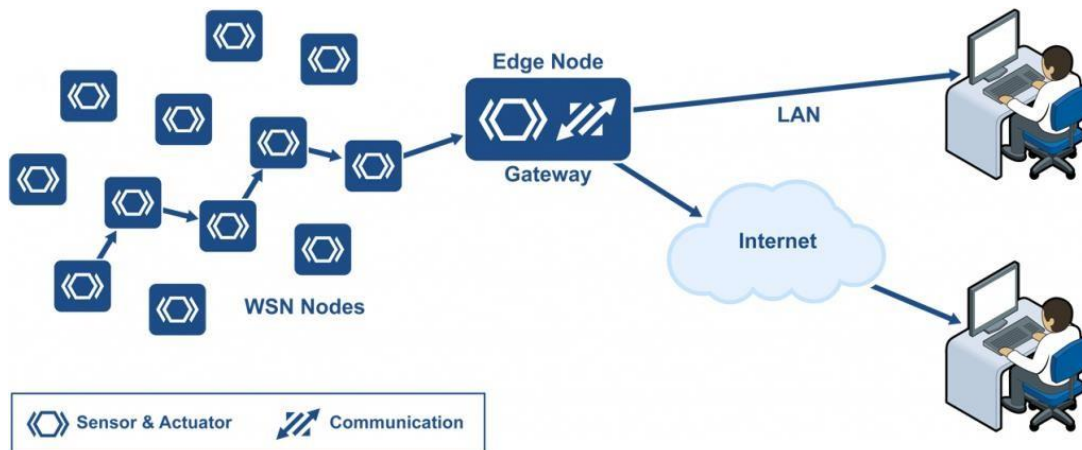 Edge Node
Gateway
LAN
Internet
WSN Nodes
Sensor & Actuator
Communication